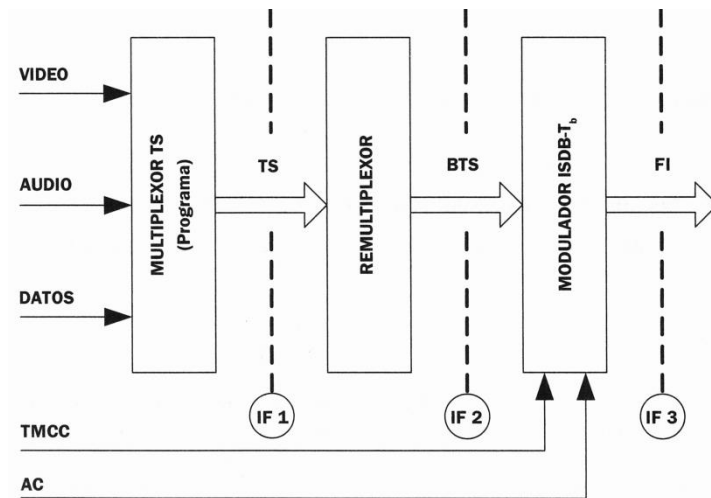 VIDEO
AUDIO
DATOS
MULTIPLEXOR TS
(Programa)
TS
REMULTIPLEXOR
BTS
MODULADOR ISDB-Tb
FI
IF 1
IF 2
IF 3
TMCC
AC